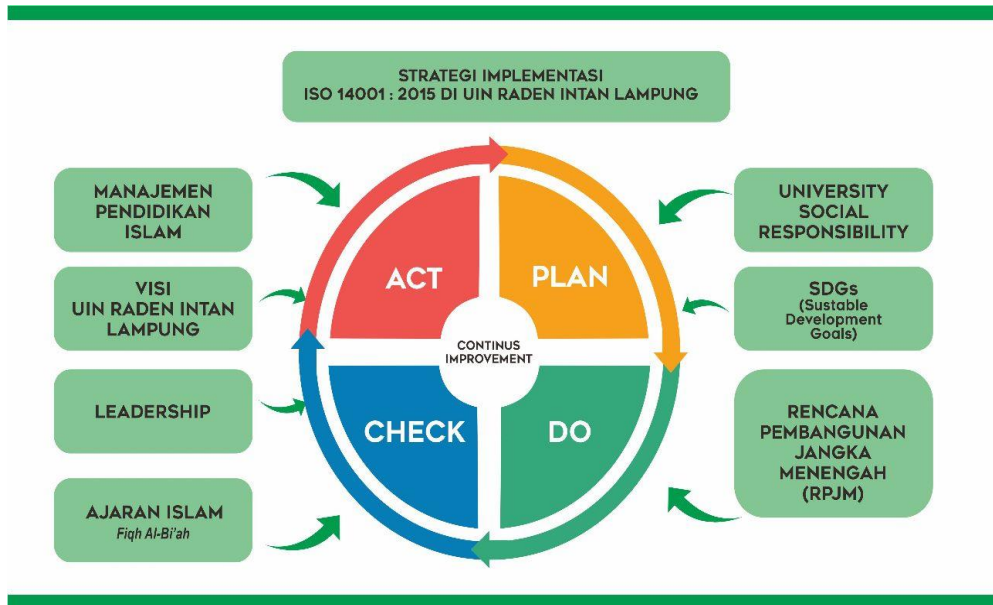 STRATEGI IMPLEMENTASI
ISO 14001 : 2015 DI UIN RADEN INTAN LAMPUNG
MANAJEMEN
PENDIDIKAN
ISLAM
VISI
UIN RADEN INTAN
LAMPUNG
LEADERSHIP
AJARAN ISLAM
Fiqh Al-Bi'ah
ACT
PLAN
CONTINUS
IMPROVEMENT
CHECK
DO
UNIVERSITY
SOCIAL
RESPONSIBILITY
SDGs
(Sustable
Development
Goals)
RENCANA
PEMBANGUNAN
JANGKA
MENENGAH
(RPJM)